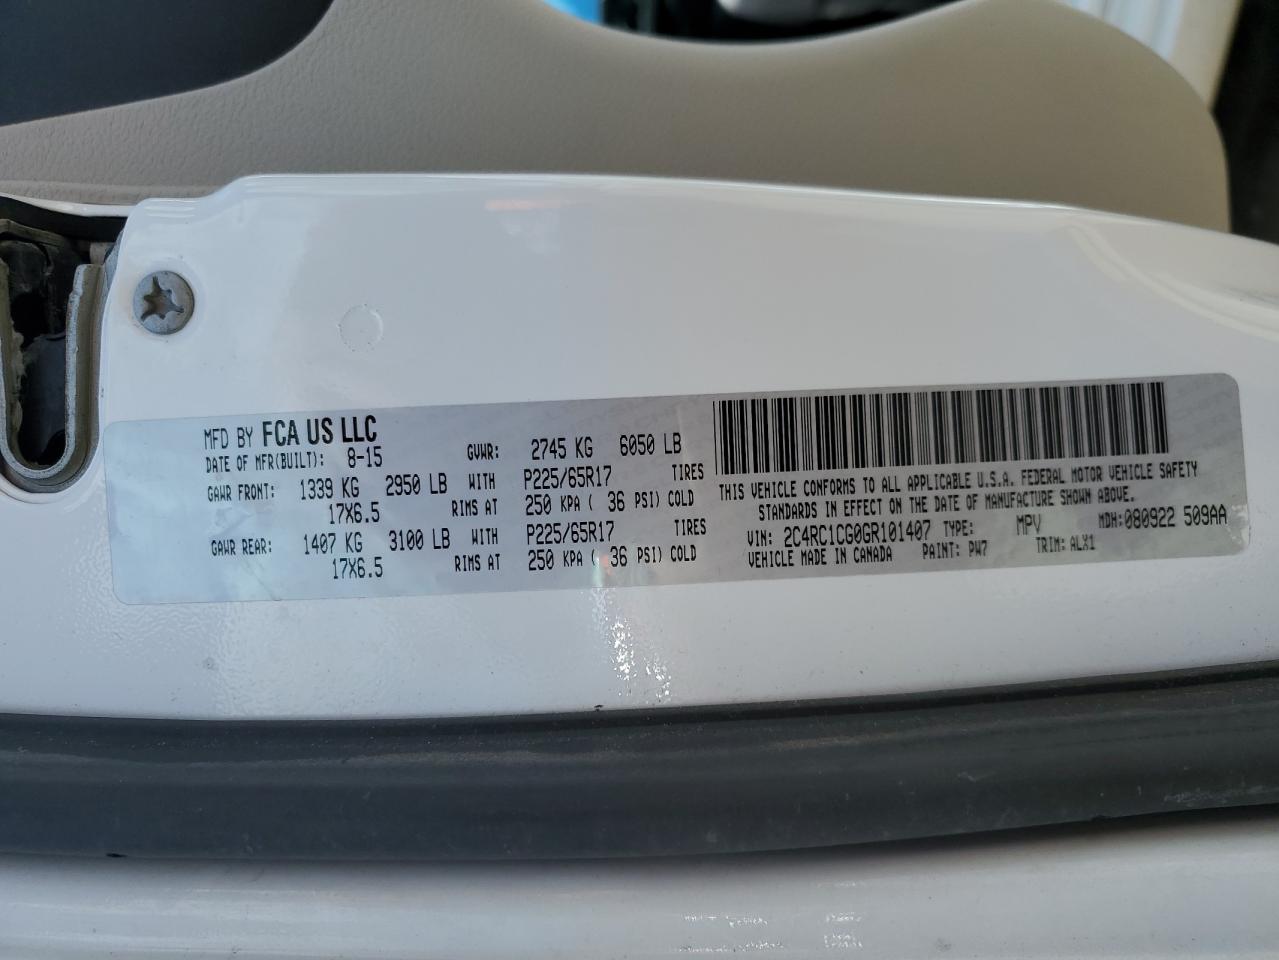 MFD BY FCA US LLC
DATE OF MFR(BUILT): 8-15 GVWR: 2745 KG 6050 LB
GAWR FRONT: 1339 KG 2950 LB WITH P225/65R17 TIRES
17X6.5 RIMS AT 250 KPA ( 36 PSI) COLD
GAWR REAR: 1407 KG 3100 LB WITH P225/65R17 TIRES
17X6.5 RIMS AT 250 KPA ( 36 PSI) COLD
THIS VEHICLE CONFORMS TO ALL APPLICABLE U.S.A. FEDERAL MOTOR VEHICLE SAFETY
STANDARDS IN EFFECT ON THE DATE OF MANUFACTURE SHOWN ABOVE.
VIN: 2C4RC1CG0GR101407 TYPE: MPV MDH:080922 509AA
VEHICLE MADE IN CANADA PAINT: PW7 TRIM: ALX1